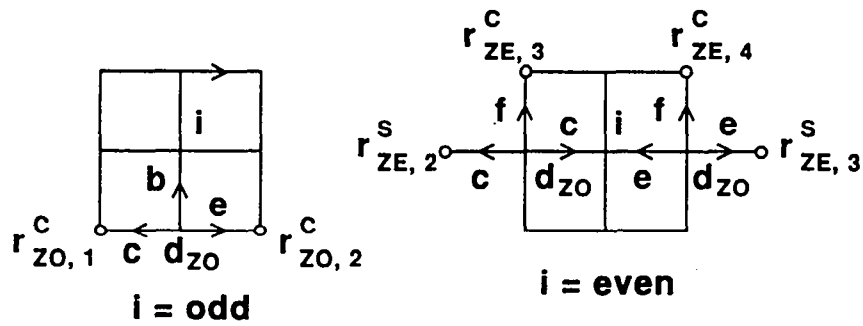 r^C_ZE, 3 r^C_ZE, 4
i
f c i f e
r^S_ZE, 2 r^S_ZE, 3
b e
c d_ZO e d_ZO
r^C_ZO, 1 c d_ZO r^C_ZO, 2
i = odd
i = even